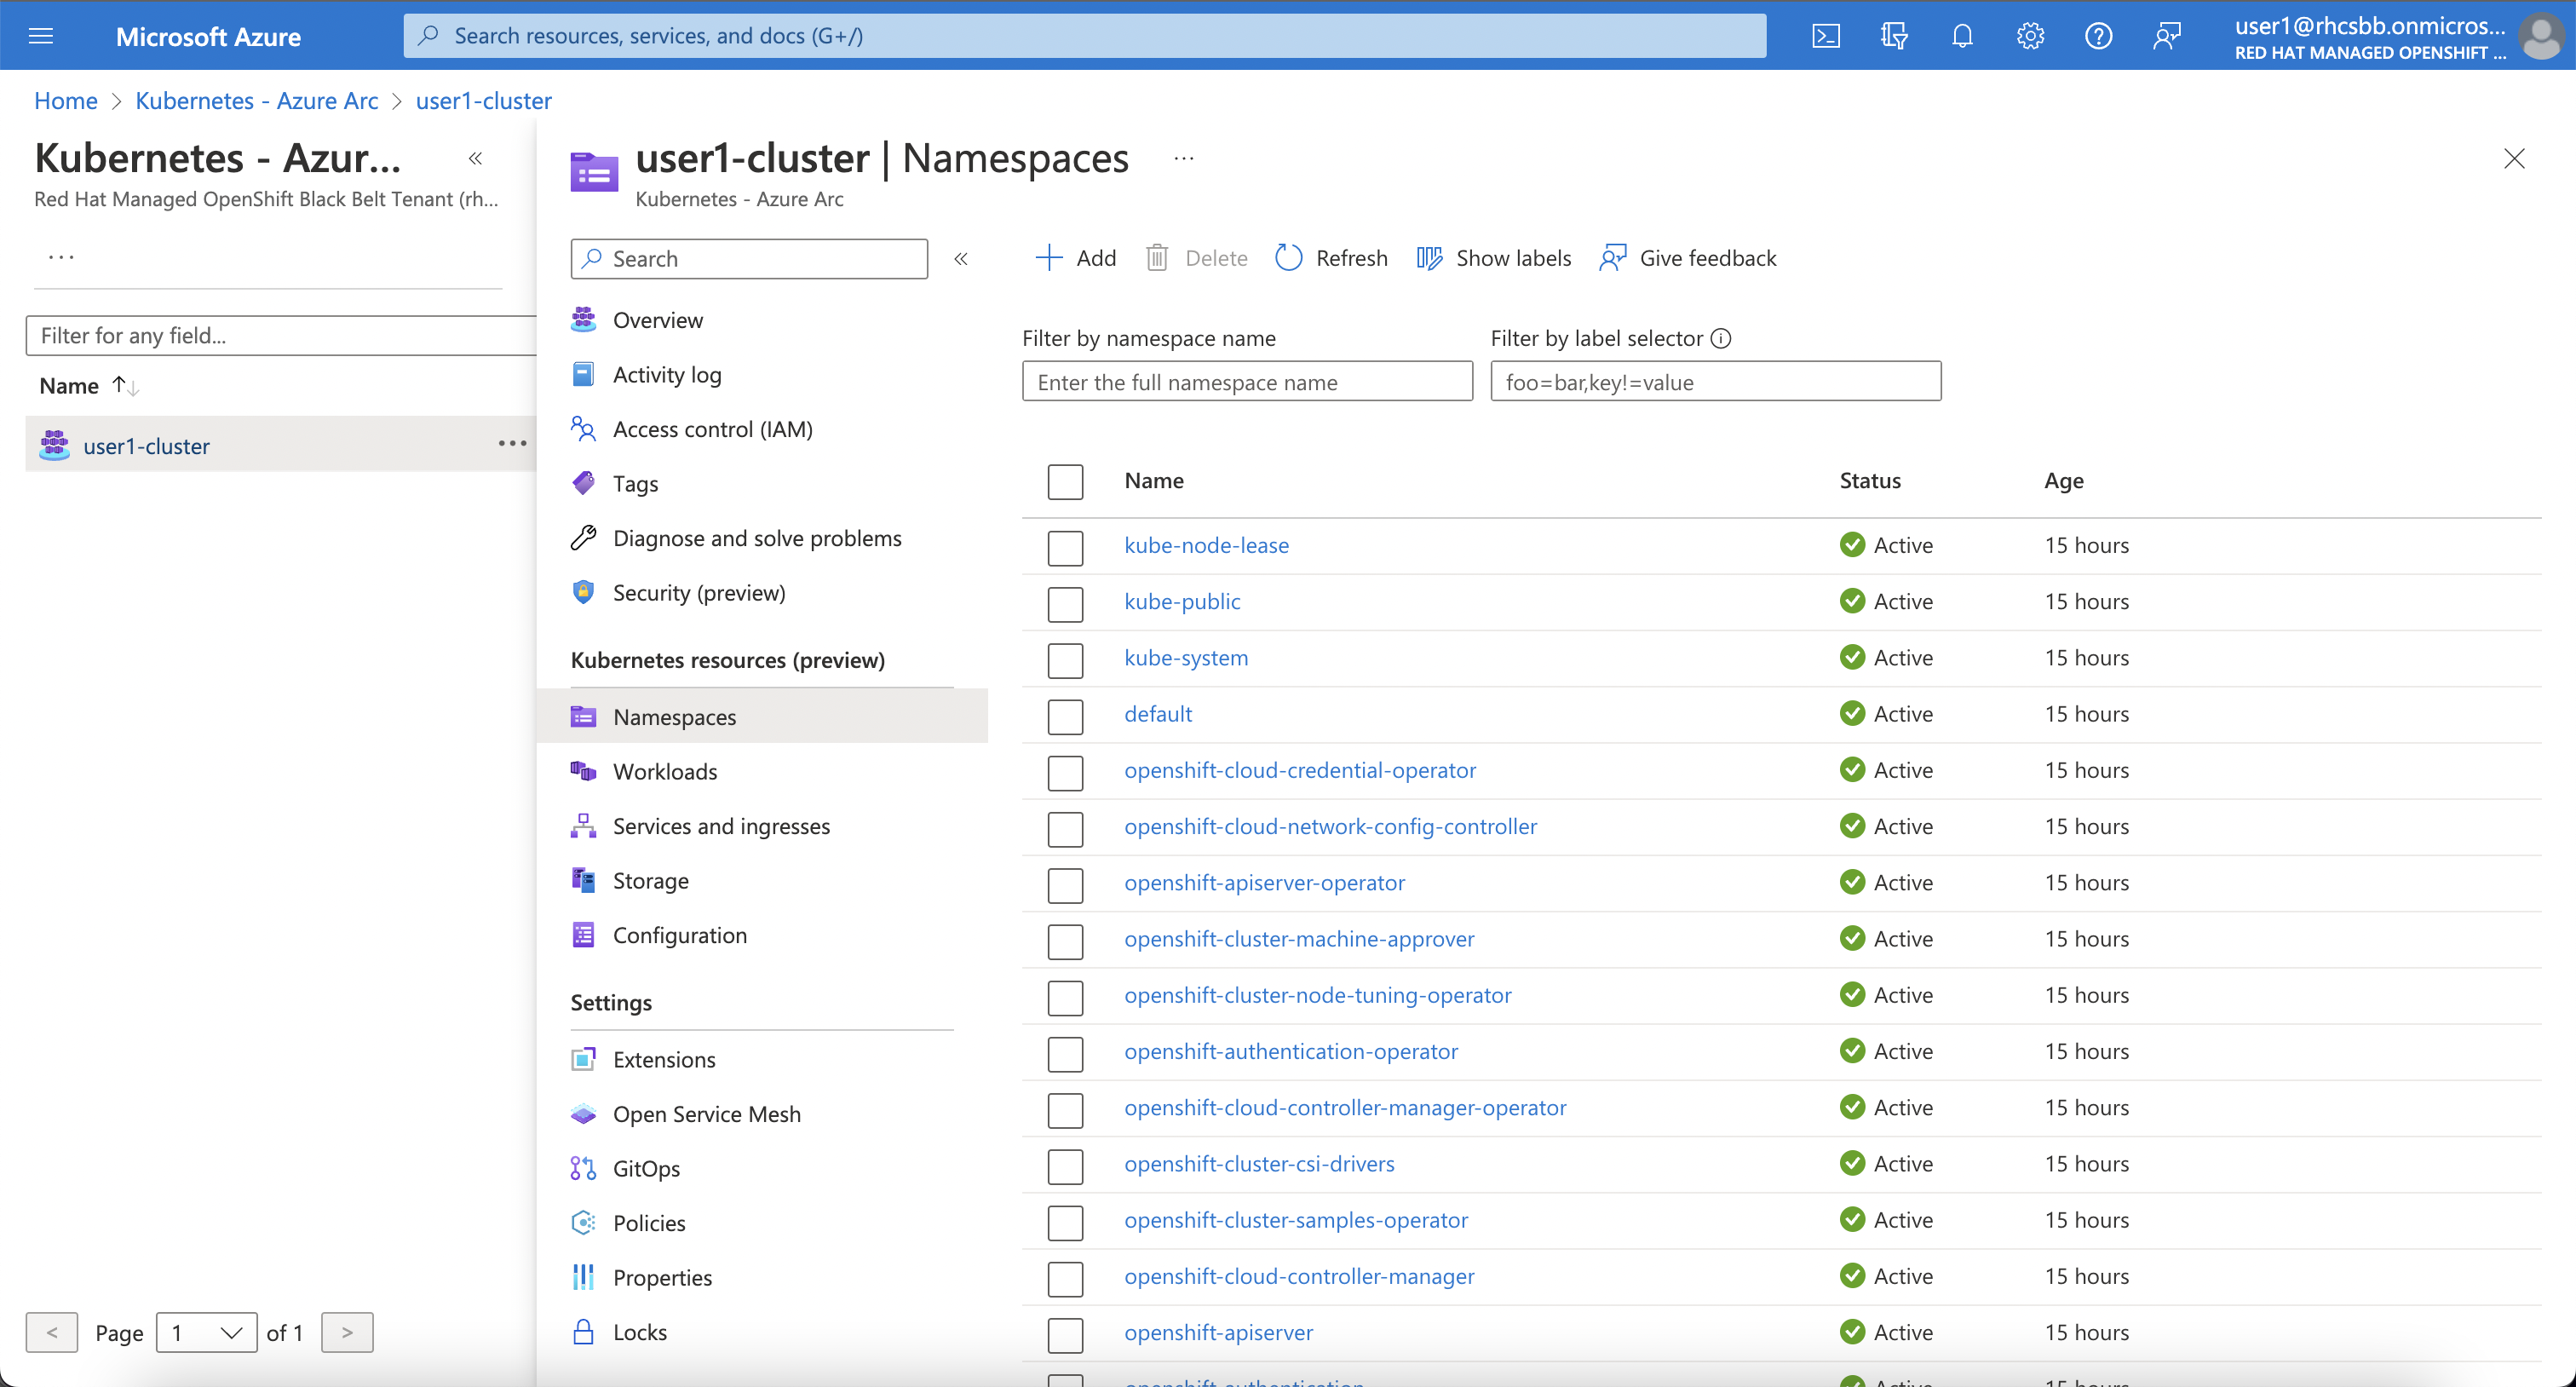 Microsoft Azure
Search resources, services, and docs (G+/)
user1@rhcsbb.onmicros...
RED HAT MANAGED OPENSHIFT ...
Home > Kubernetes - Azure Arc > user1-cluster
Kubernetes - Azur...
Red Hat Managed OpenShift Black Belt Tenant (rh...
...
Filter for any field...
Name
user1-cluster
Page 1 of 1
user1-cluster | Namespaces
Kubernetes - Azure Arc
Search
Overview
Activity log
Access control (IAM)
Tags
Diagnose and solve problems
Security (preview)
Kubernetes resources (preview)
Namespaces
Workloads
Services and ingresses
Storage
Configuration
Settings
Extensions
Open Service Mesh
GitOps
Policies
Properties
Locks
Add Delete Refresh Show labels Give feedback
Filter by namespace name Filter by label selector
Enter the full namespace name foo=bar,key!=value
Name Status Age
kube-node-lease Active 15 hours
kube-public Active 15 hours
kube-system Active 15 hours
default Active 15 hours
openshift-cloud-credential-operator Active 15 hours
openshift-cloud-network-config-controller Active 15 hours
openshift-apiserver-operator Active 15 hours
openshift-cluster-machine-approver Active 15 hours
openshift-cluster-node-tuning-operator Active 15 hours
openshift-authentication-operator Active 15 hours
openshift-cloud-controller-manager-operator Active 15 hours
openshift-cluster-csi-drivers Active 15 hours
openshift-cluster-samples-operator Active 15 hours
openshift-cloud-controller-manager Active 15 hours
openshift-apiserver Active 15 hours
openshift-authentication Active 15 hours